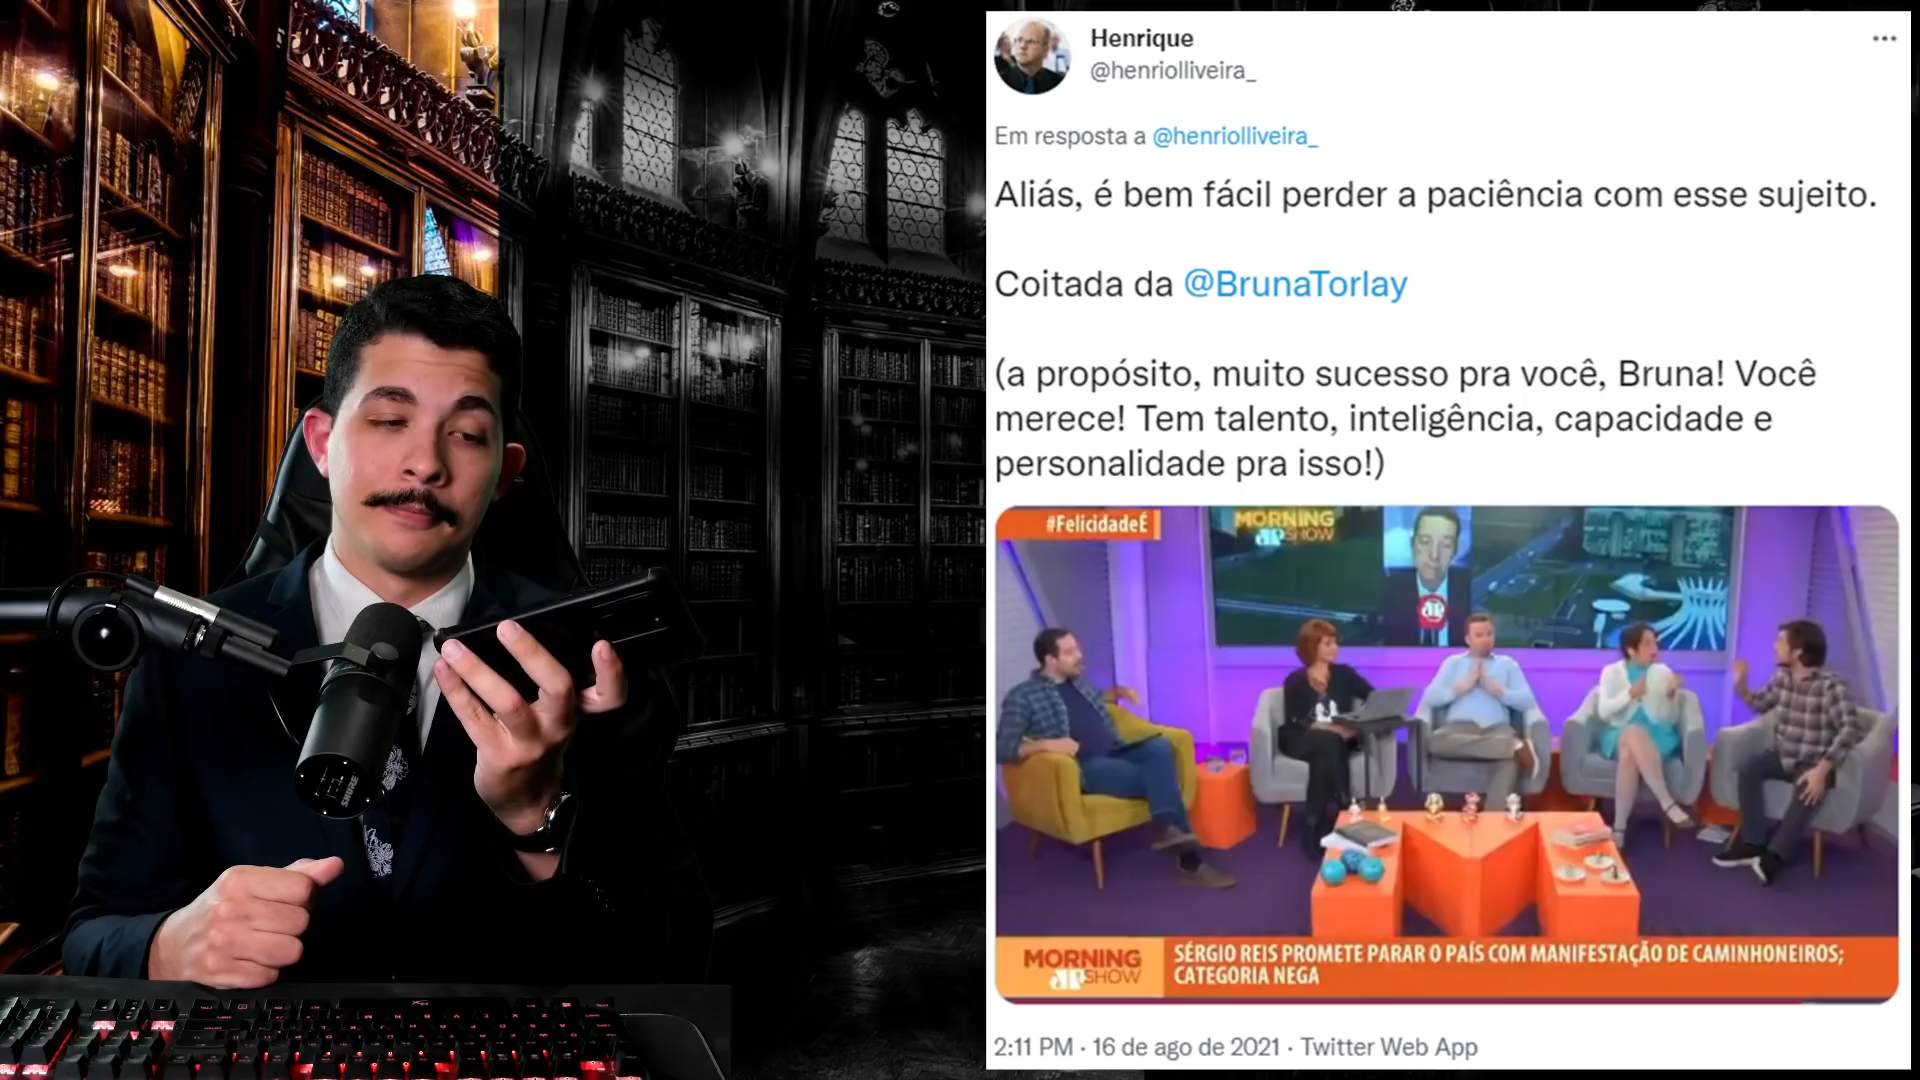 Henrique
@henriolliveira_
Em resposta a @henriolliveira_
Aliás, é bem fácil perder a paciência com esse sujeito.
Coitada da @BrunaTorlay
(a propósito, muito sucesso pra você, Bruna! Você
merece! Tem talento, inteligência, capacidade e
personalidade pra isso!)
#FelicidadeÉ
MORNING
JP SHOW
JP
MORNING
JP SHOW
SÉRGIO REIS PROMETE PARAR O PAÍS COM MANIFESTAÇÃO DE CAMINHONEIROS;
CATEGORIA NEGA
2:11 PM · 16 de ago de 2021 · Twitter Web App
SHURE